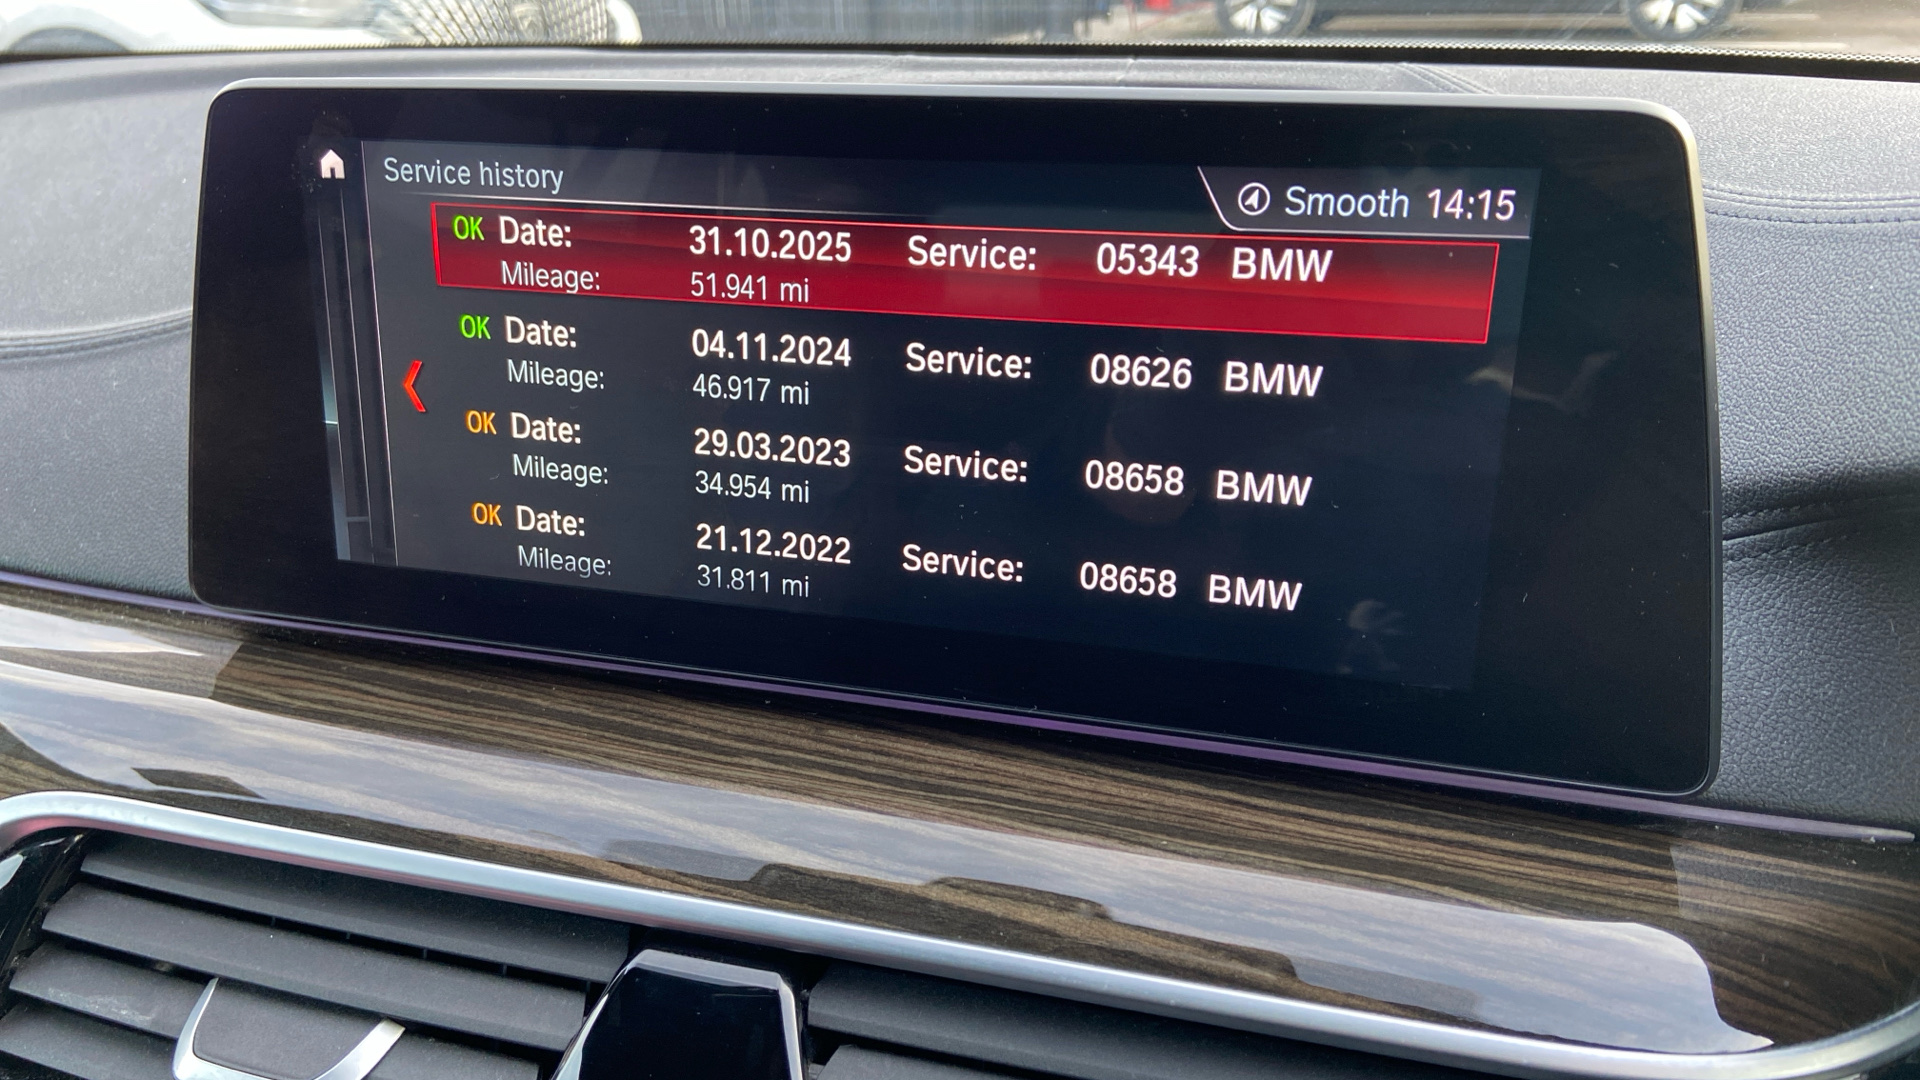 Service history
Smooth 14:15
OK Date: 31.10.2025 Service: 05343 BMW
Mileage: 51.941 mi
OK Date: 04.11.2024 Service: 08626 BMW
Mileage: 46.917 mi
OK Date: 29.03.2023 Service: 08658 BMW
Mileage: 34.954 mi
OK Date: 21.12.2022 Service: 08658 BMW
Mileage: 31.811 mi